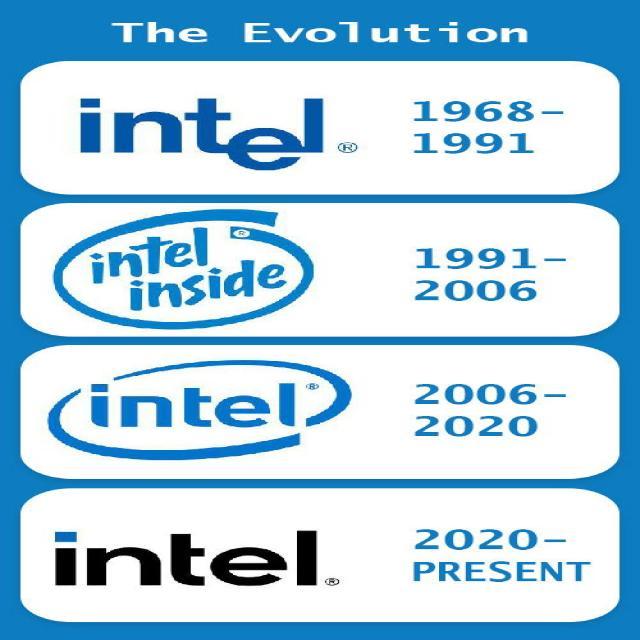 The Evolution
intel®
1968-
1991
intel®
inside
1991-
2006
intel®
2006-
2020
intel®
2020-
PRESENT